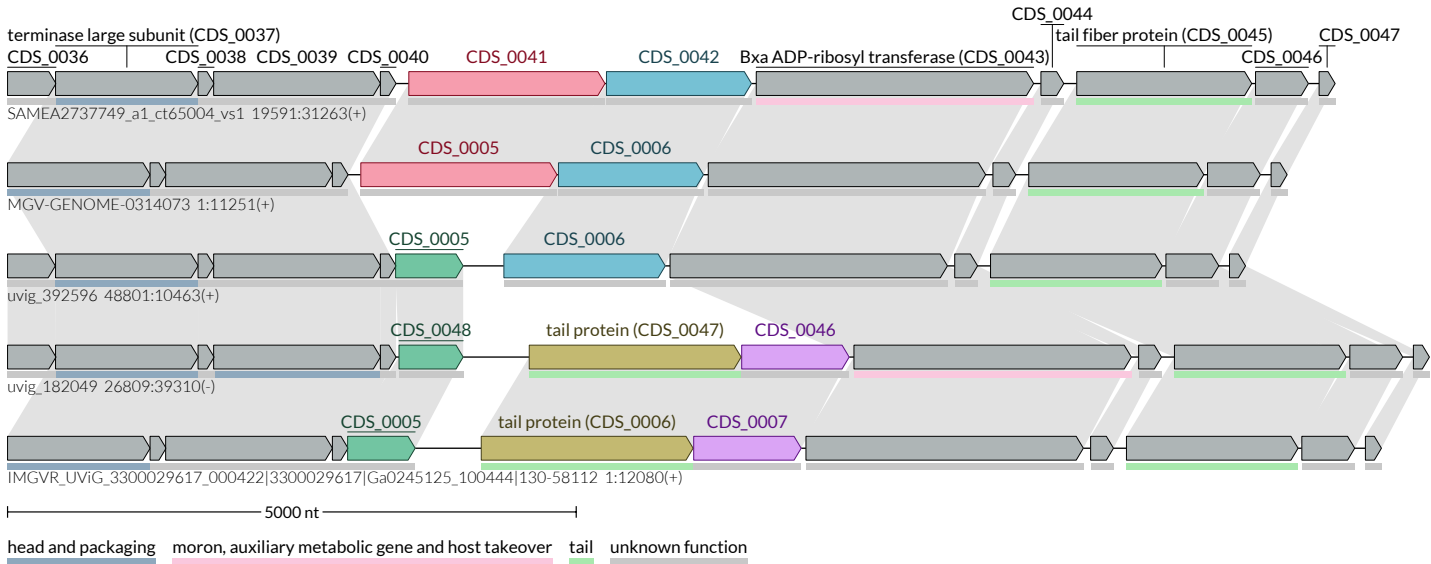 CDS_0044
terminase large subunit (CDS_0037) tail fiber protein (CDS_0045) CDS_0047
CDS_0036 CDS_0038 CDS_0039 CDS_0040 CDS_0041 CDS_0042 Bxa ADP-ribosyl transferase (CDS_0043) CDS_0046
SAMEA2737749_a1_ct65004_vs1 19591:31263(+)
CDS_0005 CDS_0006
MGV-GENOME-0314073 1:11251(+)
CDS_0005 CDS_0006
uvig_392596 48801:10463(+)
CDS_0048 tail protein (CDS_0047) CDS_0046
uvig_182049 26809:39310(-)
CDS_0005 tail protein (CDS_0006) CDS_0007
IMGVR_UViG_3300029617_000422|3300029617|Ga0245125_100444|130-58112 1:12080(+)
5000 nt
head and packaging moron, auxiliary metabolic gene and host takeover tail unknown function